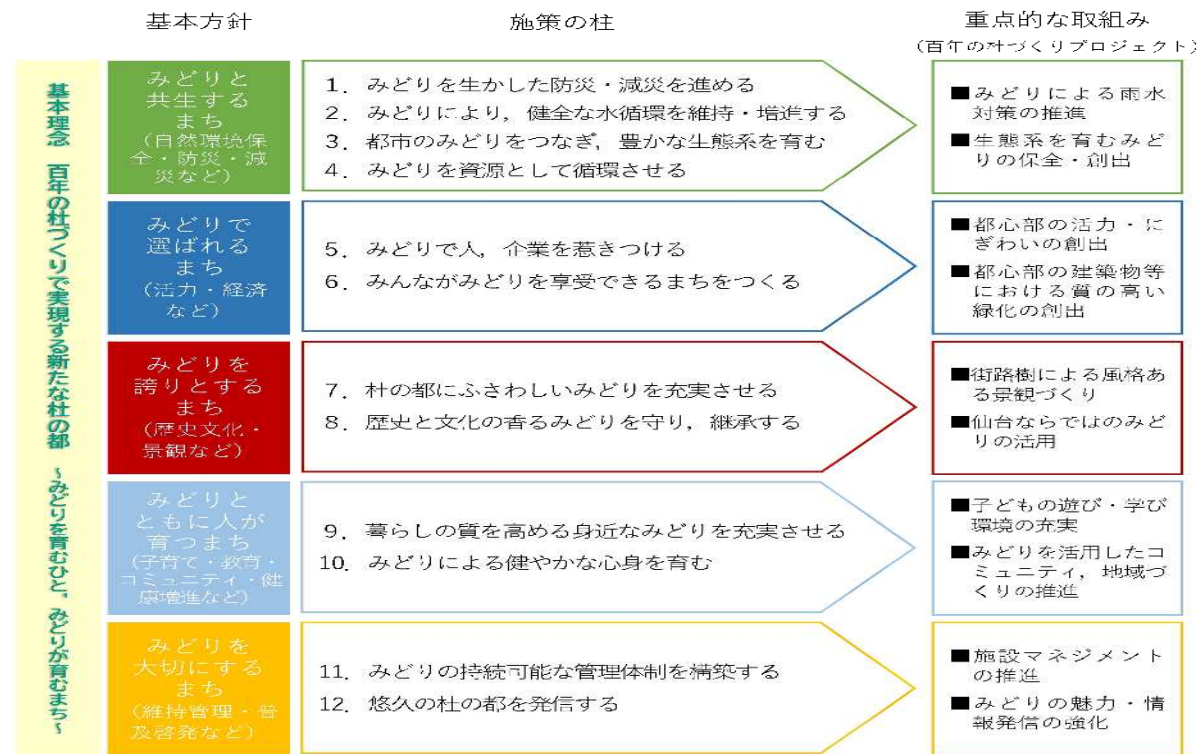 基本方針
施策の柱
重点的な取組み
(百年の杜づくりプロジェクト)
基本理念 百年の杜づくりで実現する新たな杜の都 ~みどりを育むひと,みどりが育むまち~
みどりと
共生する
まち
(自然環境保
全・防災・減
災など)
1. みどりを生かした防災・減災を進める
2. みどりにより,健全な水循環を維持・増進する
3. 都市のみどりをつなぎ,豊かな生態系を育む
4. みどりを資源として循環させる
■みどりによる雨水
対策の推進
■生態系を育むみど
りの保全・創出
みどりで
選ばれる
まち
(活力・経済
など)
5. みどりで人,企業を惹きつける
6. みんながみどりを享受できるまちをつくる
■都心部の活力・に
ぎわいの創出
■都心部の建築物等
における質の高い
緑化の創出
みどりを
誇りとする
まち
(歴史文化・
景観など)
7. 杜の都にふさわしいみどりを充実させる
8. 歴史と文化の香るみどりを守り,継承する
■街路樹による風格あ
る景観づくり
■仙台ならではのみど
りの活用
みどりと
ともに人が
育つまち
(子育て・教育・
コミュニティ・健
康増進など)
9. 暮らしの質を高める身近なみどりを充実させる
10. みどりによる健やかな心身を育む
■子どもの遊び・学び
環境の充実
■みどりを活用したコ
ミュニティ,地域づ
くりの推進
みどりを
大切にする
まち
(維持管理・普
及啓発など)
11. みどりの持続可能な管理体制を構築する
12. 悠久の杜の都を発信する
■施設マネジメント
の推進
■みどりの魅力・情
報発信の強化